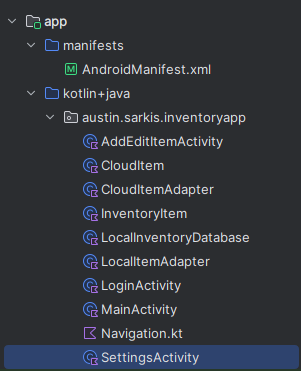 app
manifests
AndroidManifest.xml
kotlin+java
austin.sarkis.inventoryapp
AddEditItemActivity
CloudItem
CloudItemAdapter
InventoryItem
LocalInventoryDatabase
LocalItemAdapter
LoginActivity
MainActivity
Navigation.kt
SettingsActivity